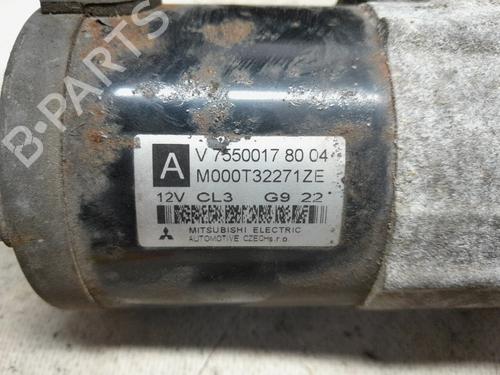 B-PARTS
A
V 7550017 80 04
M000T32271ZE
12V CL3 G9 22
MITSUBISHI ELECTRIC
AUTOMOTIVE CZECH s.r.o.